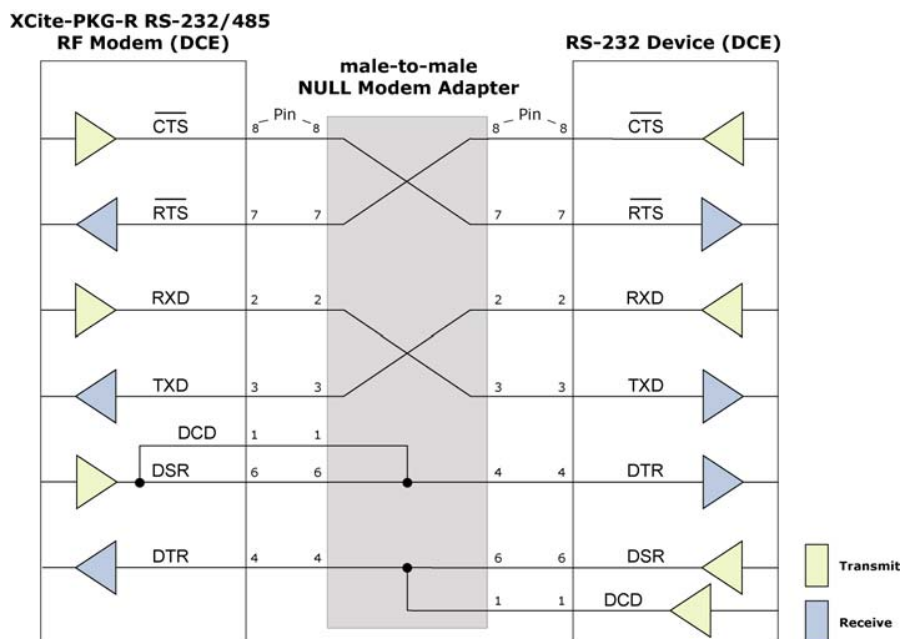 XCite-PKG-R RS-232/485
RF Modem (DCE)
male-to-male
NULL Modem Adapter
RS-232 Device (DCE)
CTS 8 Pin 8 8 Pin 8 CTS
RTS 7 7 7 7 RTS
RXD 2 2 2 2 RXD
TXD 3 3 3 3 TXD
DCD 1 1
DSR 6 6 4 4 DTR
DTR 4 4 6 6 DSR
1 1 DCD
Transmit
Receive